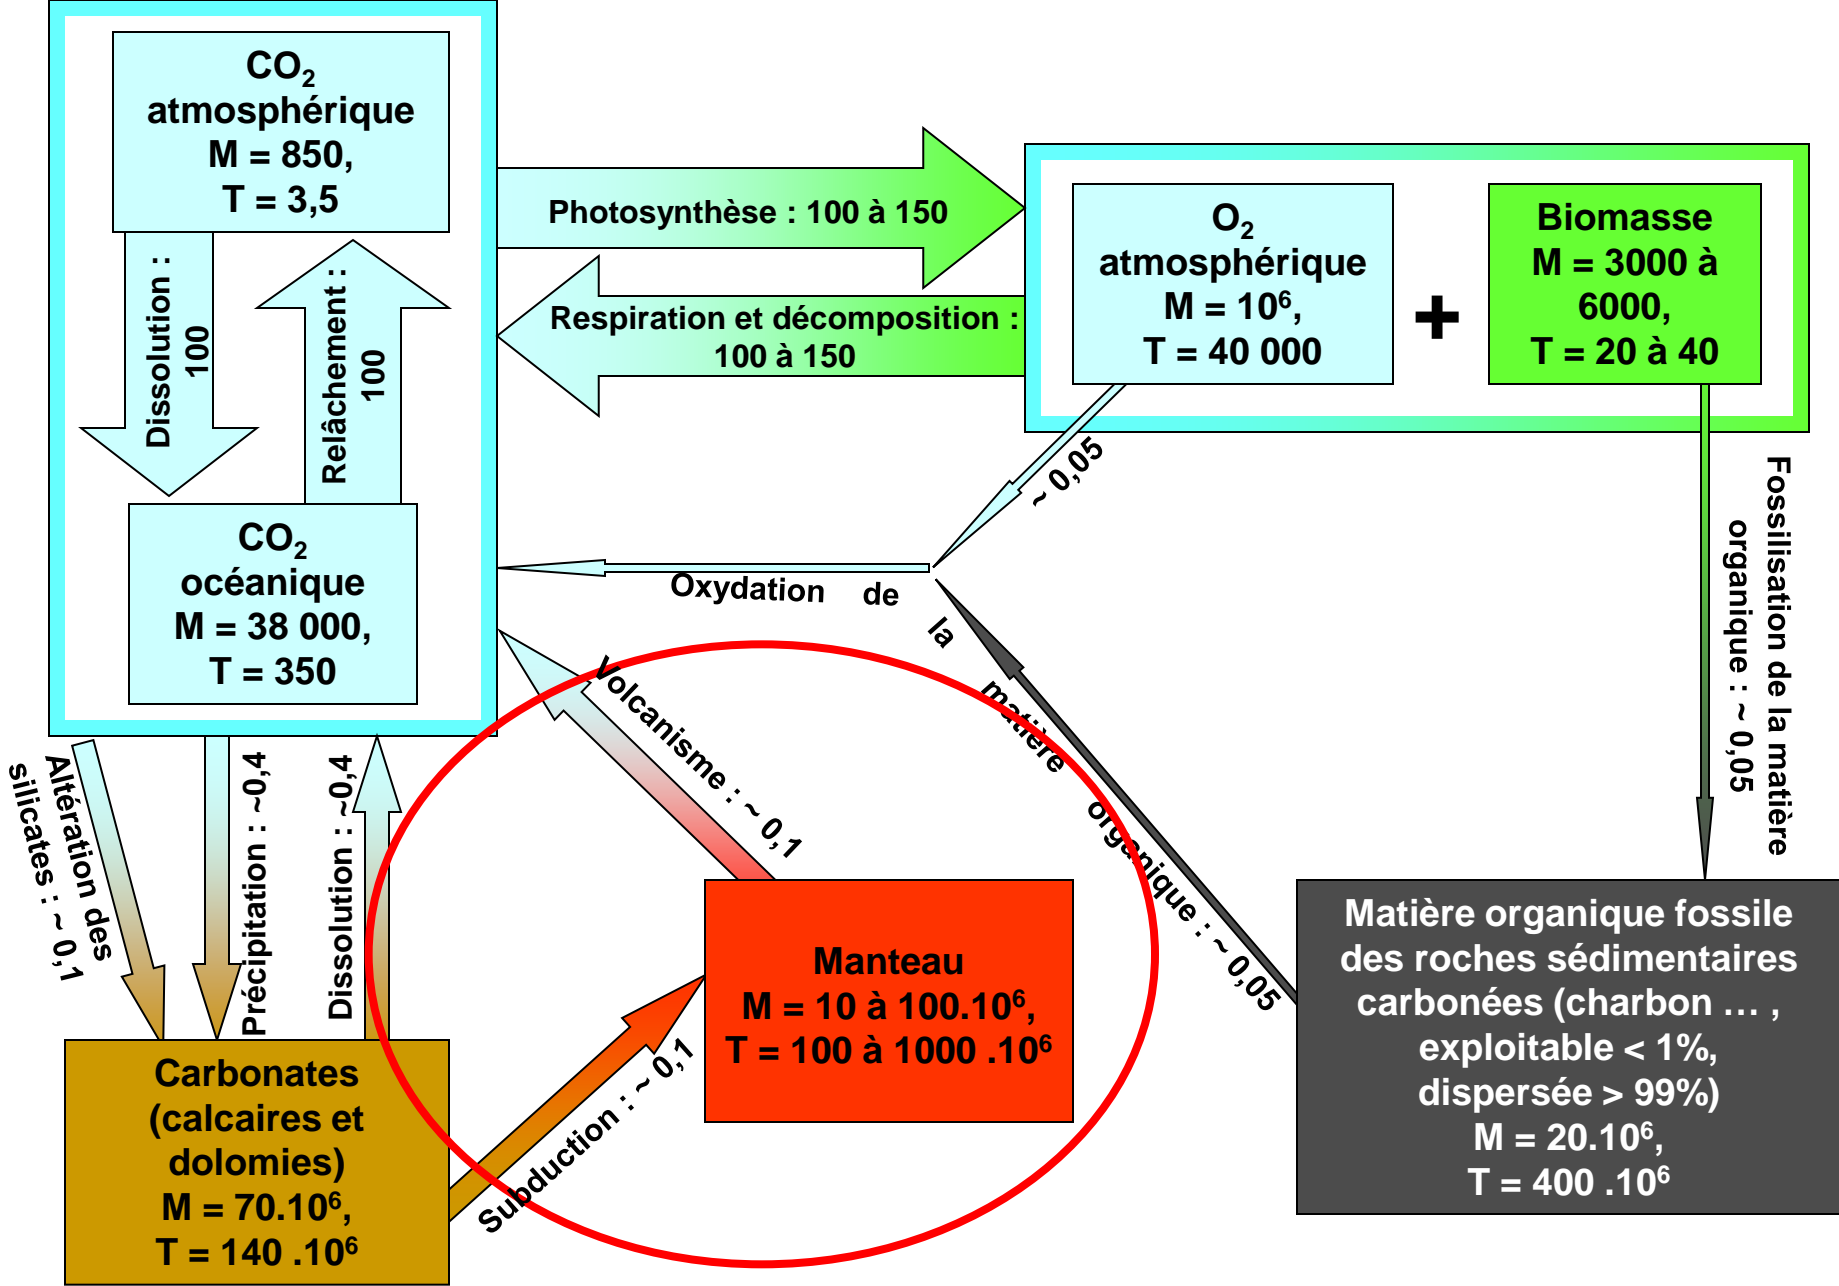 CO2
atmosphérique
M = 850,
T = 3,5
Dissolution :
100
Relâchement :
100
CO2
océanique
M = 38 000,
T = 350
Photosynthèse : 100 à 150
Respiration et décomposition :
100 à 150
O2
atmosphérique
M = 10⁶,
T = 40 000
+
Biomasse
M = 3000 à
6000,
T = 20 à 40
~ 0,05
Fossilisation de la matière
organique : ~ 0,05
Oxydation de la matière organique : ~ 0,05
Volcanisme : ~ 0,1
Altération des
silicates : ~ 0,1
Précipitation : ~0,4
Dissolution : ~0,4
Subduction : ~ 0,1
Manteau
M = 10 à 100.10⁶,
T = 100 à 1000 .10⁶
Carbonates
(calcaires et
dolomies)
M = 70.10⁶,
T = 140 .10⁶
Matière organique fossile
des roches sédimentaires
carbonées (charbon … ,
exploitable < 1%,
dispersée > 99%)
M = 20.10⁶,
T = 400 .10⁶